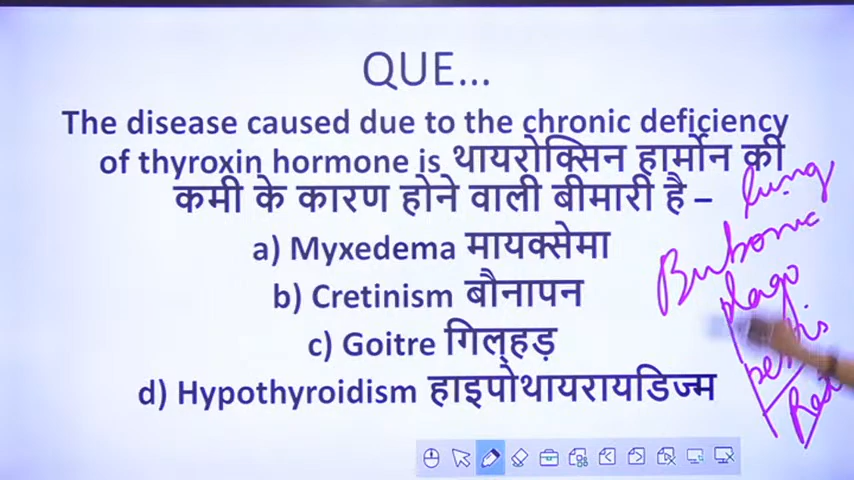 QUE...
The disease caused due to the chronic deficiency
of thyroxin hormone is थायरोक्सिन हार्मोन की
कमी के कारण होने वाली बीमारी है –
a) Myxedema मायक्सेमा
b) Cretinism बौनापन
c) Goitre गिल्हड़
d) Hypothyroidism हाइपोथायरायडिज्म
lung
Bubonic